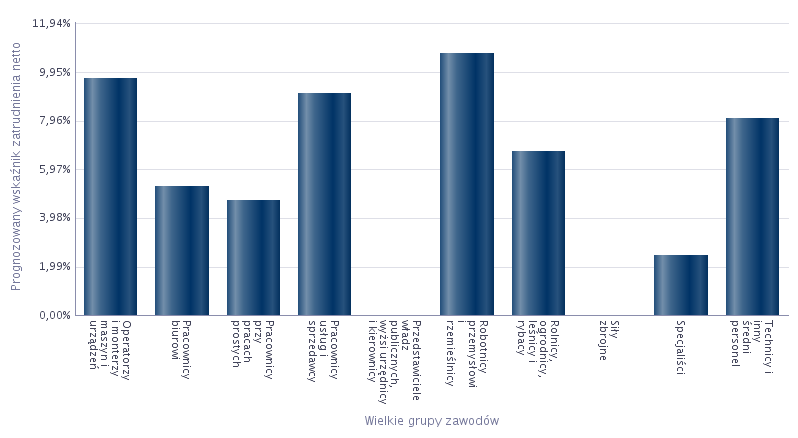 11,94%
9,95%
7,96%
5,97%
3,98%
1,99%
0,00%
Prognozowany wskaźnik zatrudnienia netto
Operatorzy
i monterzy
maszyn i
urządzeń
Pracownicy
biurowi
Pracownicy
przy
pracach
prostych
Pracownicy
usług i
sprzedawcy
Przedstawiciele
władz
publicznych,
wyżsi urzędnicy
i kierownicy
Robotnicy
przemysłowi
i
rzemieślnicy
Rolnicy,
ogrodnicy,
leśnicy i
rybacy
Siły
zbrojne
Specjaliści
Technicy i
inny
średni
personel
Wielkie grupy zawodów